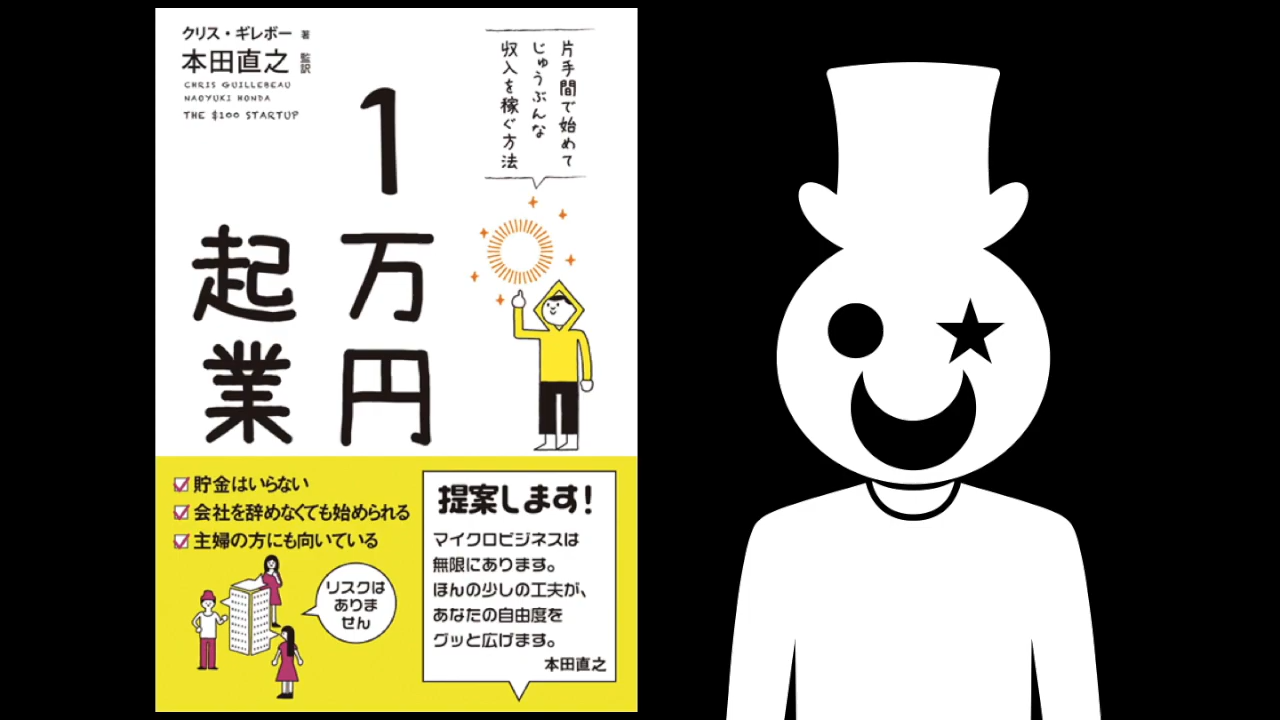 クリス・ギレボー 著
本田直之 監訳
CHRIS GUILLEBEAU
NAOYUKI HONDA
THE $100 STARTUP
片手間で始めて
じゅうぶんな
収入を稼ぐ方法
1万円
起業
貯金はいらない
会社を辞めなくても始められる
主婦の方にも向いている
リスクは
ありま
せん
提案します!
マイクロビジネスは
無限にあります。
ほんの少しの工夫が、
あなたの自由度を
グッと広げます。
本田直之